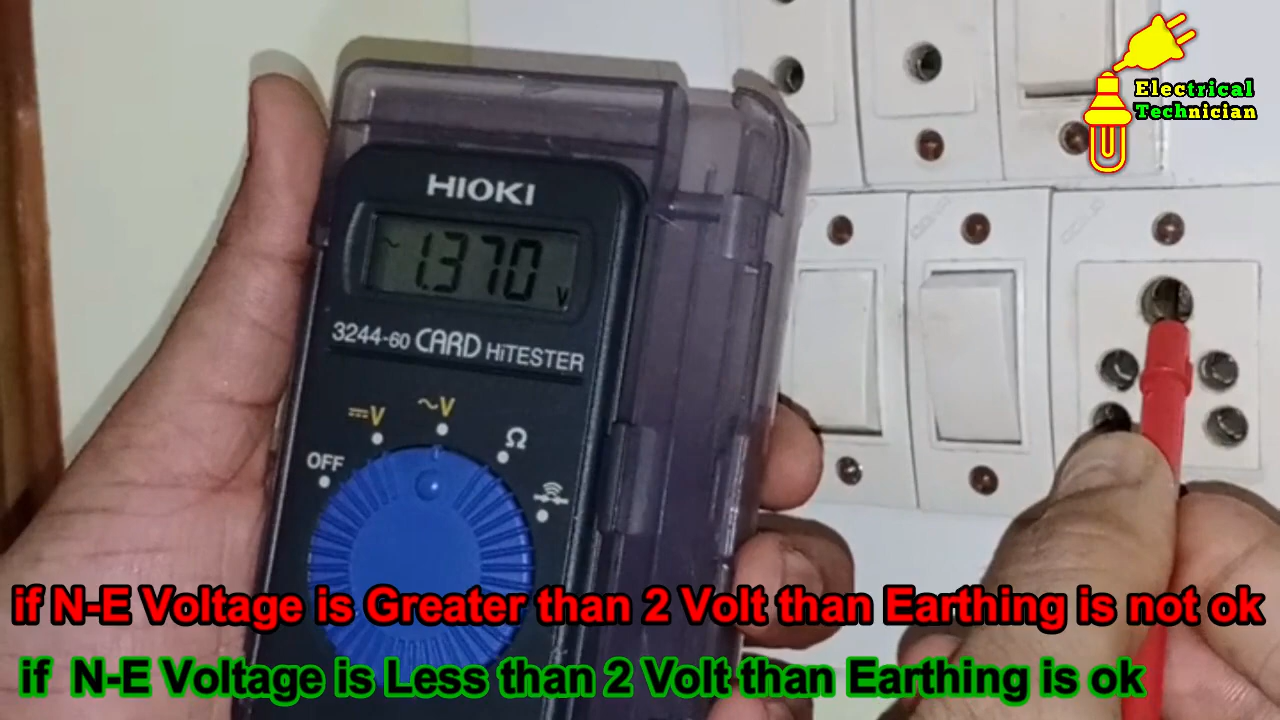 Electrical
Technician
HIOKI
~1.370 V
3244-60 CARD HiTESTER
⎓V
~V
Ω
OFF
if N-E Voltage is Greater than 2 Volt than Earthing is not ok
if N-E Voltage is Less than 2 Volt than Earthing is ok